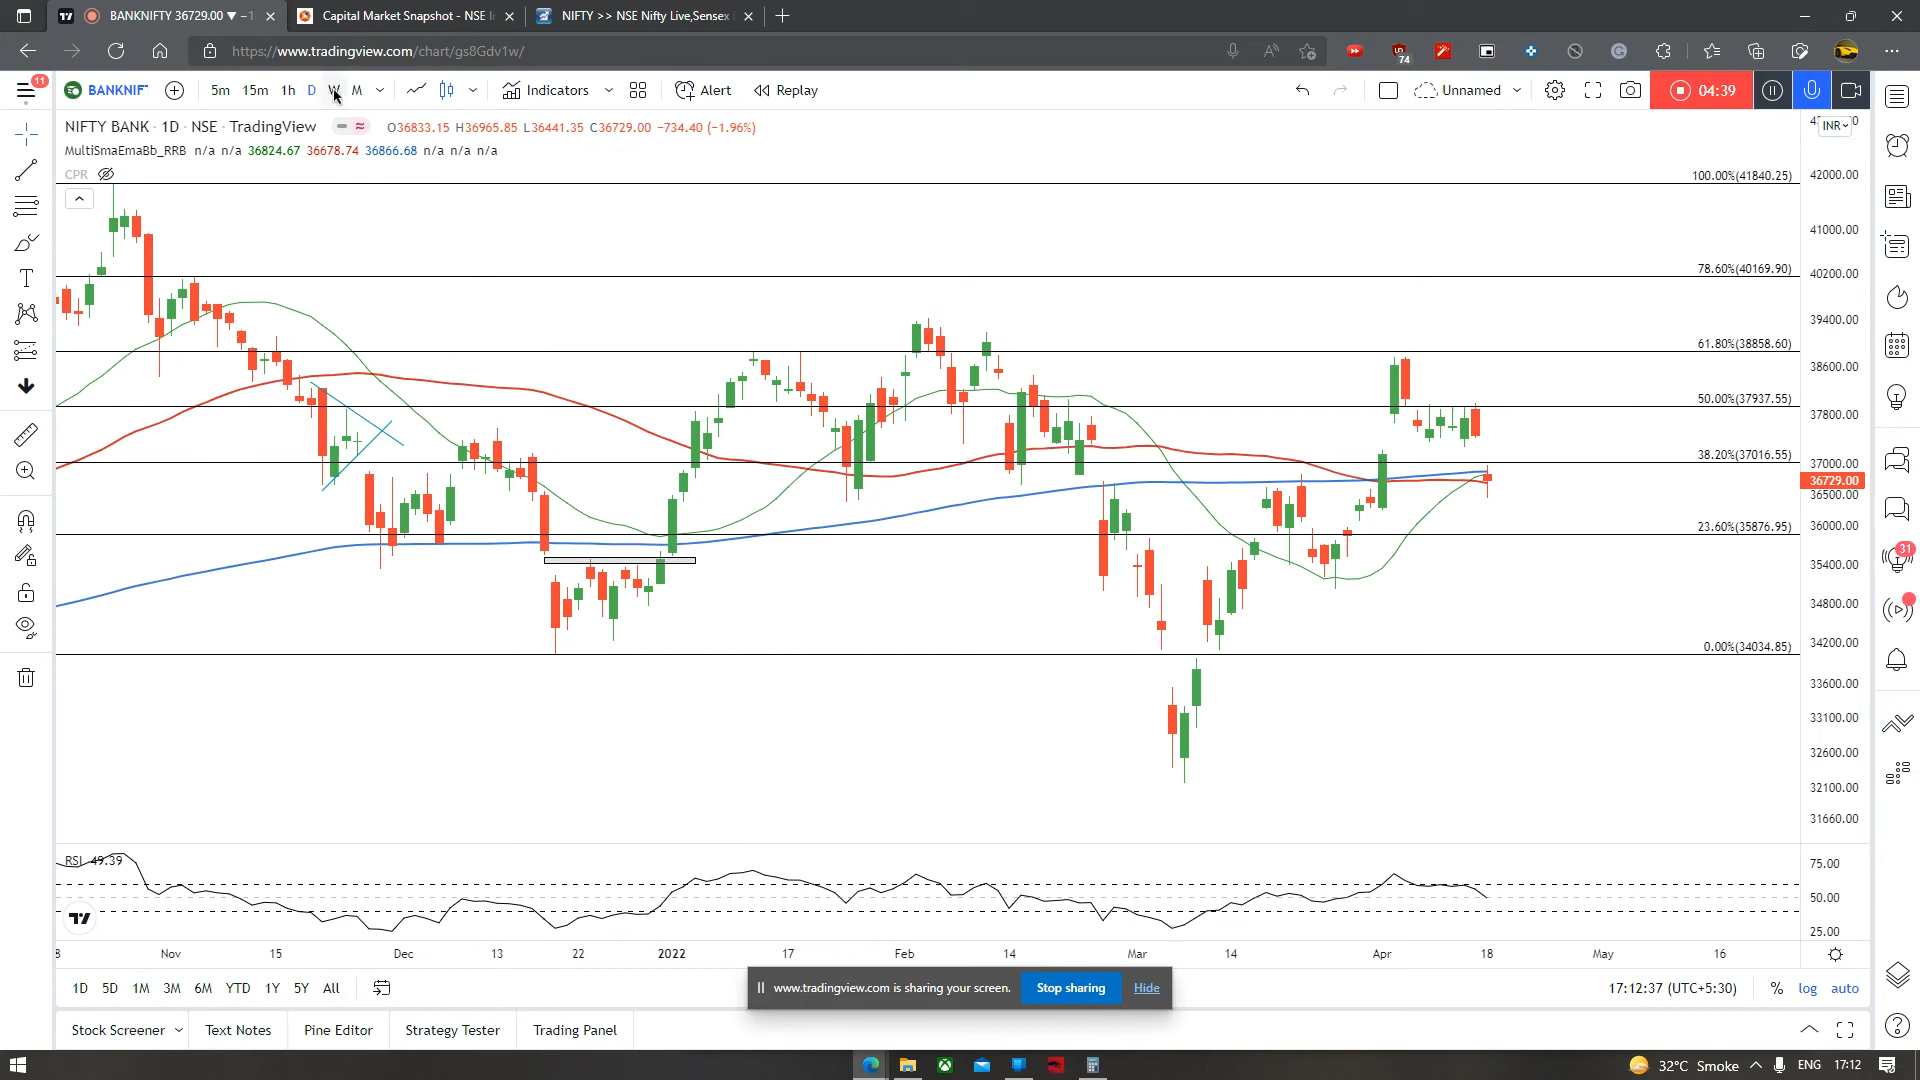 BANKNIFTY 36729.00 ▼ −1
Capital Market Snapshot - NSE I
NIFTY >> NSE Nifty Live,Sensex
https://www.tradingview.com/chart/gs8Gdv1w/
74
11
BANKNIF
5m 15m 1h D W M
Indicators
Alert
Replay
Unnamed
04:39
NIFTY BANK · 1D · NSE · TradingView
O36833.15 H36965.85 L36441.35 C36729.00 −734.40 (−1.96%)
INR
MultiSmaEmaBb_RRB n/a n/a 36824.67 36678.74 36866.68 n/a n/a n/a
CPR
100.00%(41840.25)
78.60%(40169.90)
61.80%(38858.60)
50.00%(37937.55)
38.20%(37016.55)
23.60%(35876.95)
0.00%(34034.85)
42000.00
41000.00
40200.00
39400.00
38600.00
37800.00
37000.00
36729.00
36500.00
36000.00
35400.00
34800.00
34200.00
33600.00
33100.00
32600.00
32100.00
31660.00
31
RSI 49.39
75.00
50.00
25.00
8 Nov 15 Dec 13 22 2022 17 Feb 14 Mar 14 Apr 18 May 16
1D 5D 1M 3M 6M YTD 1Y 5Y All
www.tradingview.com is sharing your screen.
Stop sharing
Hide
17:12:37 (UTC+5:30)
% log auto
Stock Screener
Text Notes
Pine Editor
Strategy Tester
Trading Panel
32°C Smoke
ENG
17:12